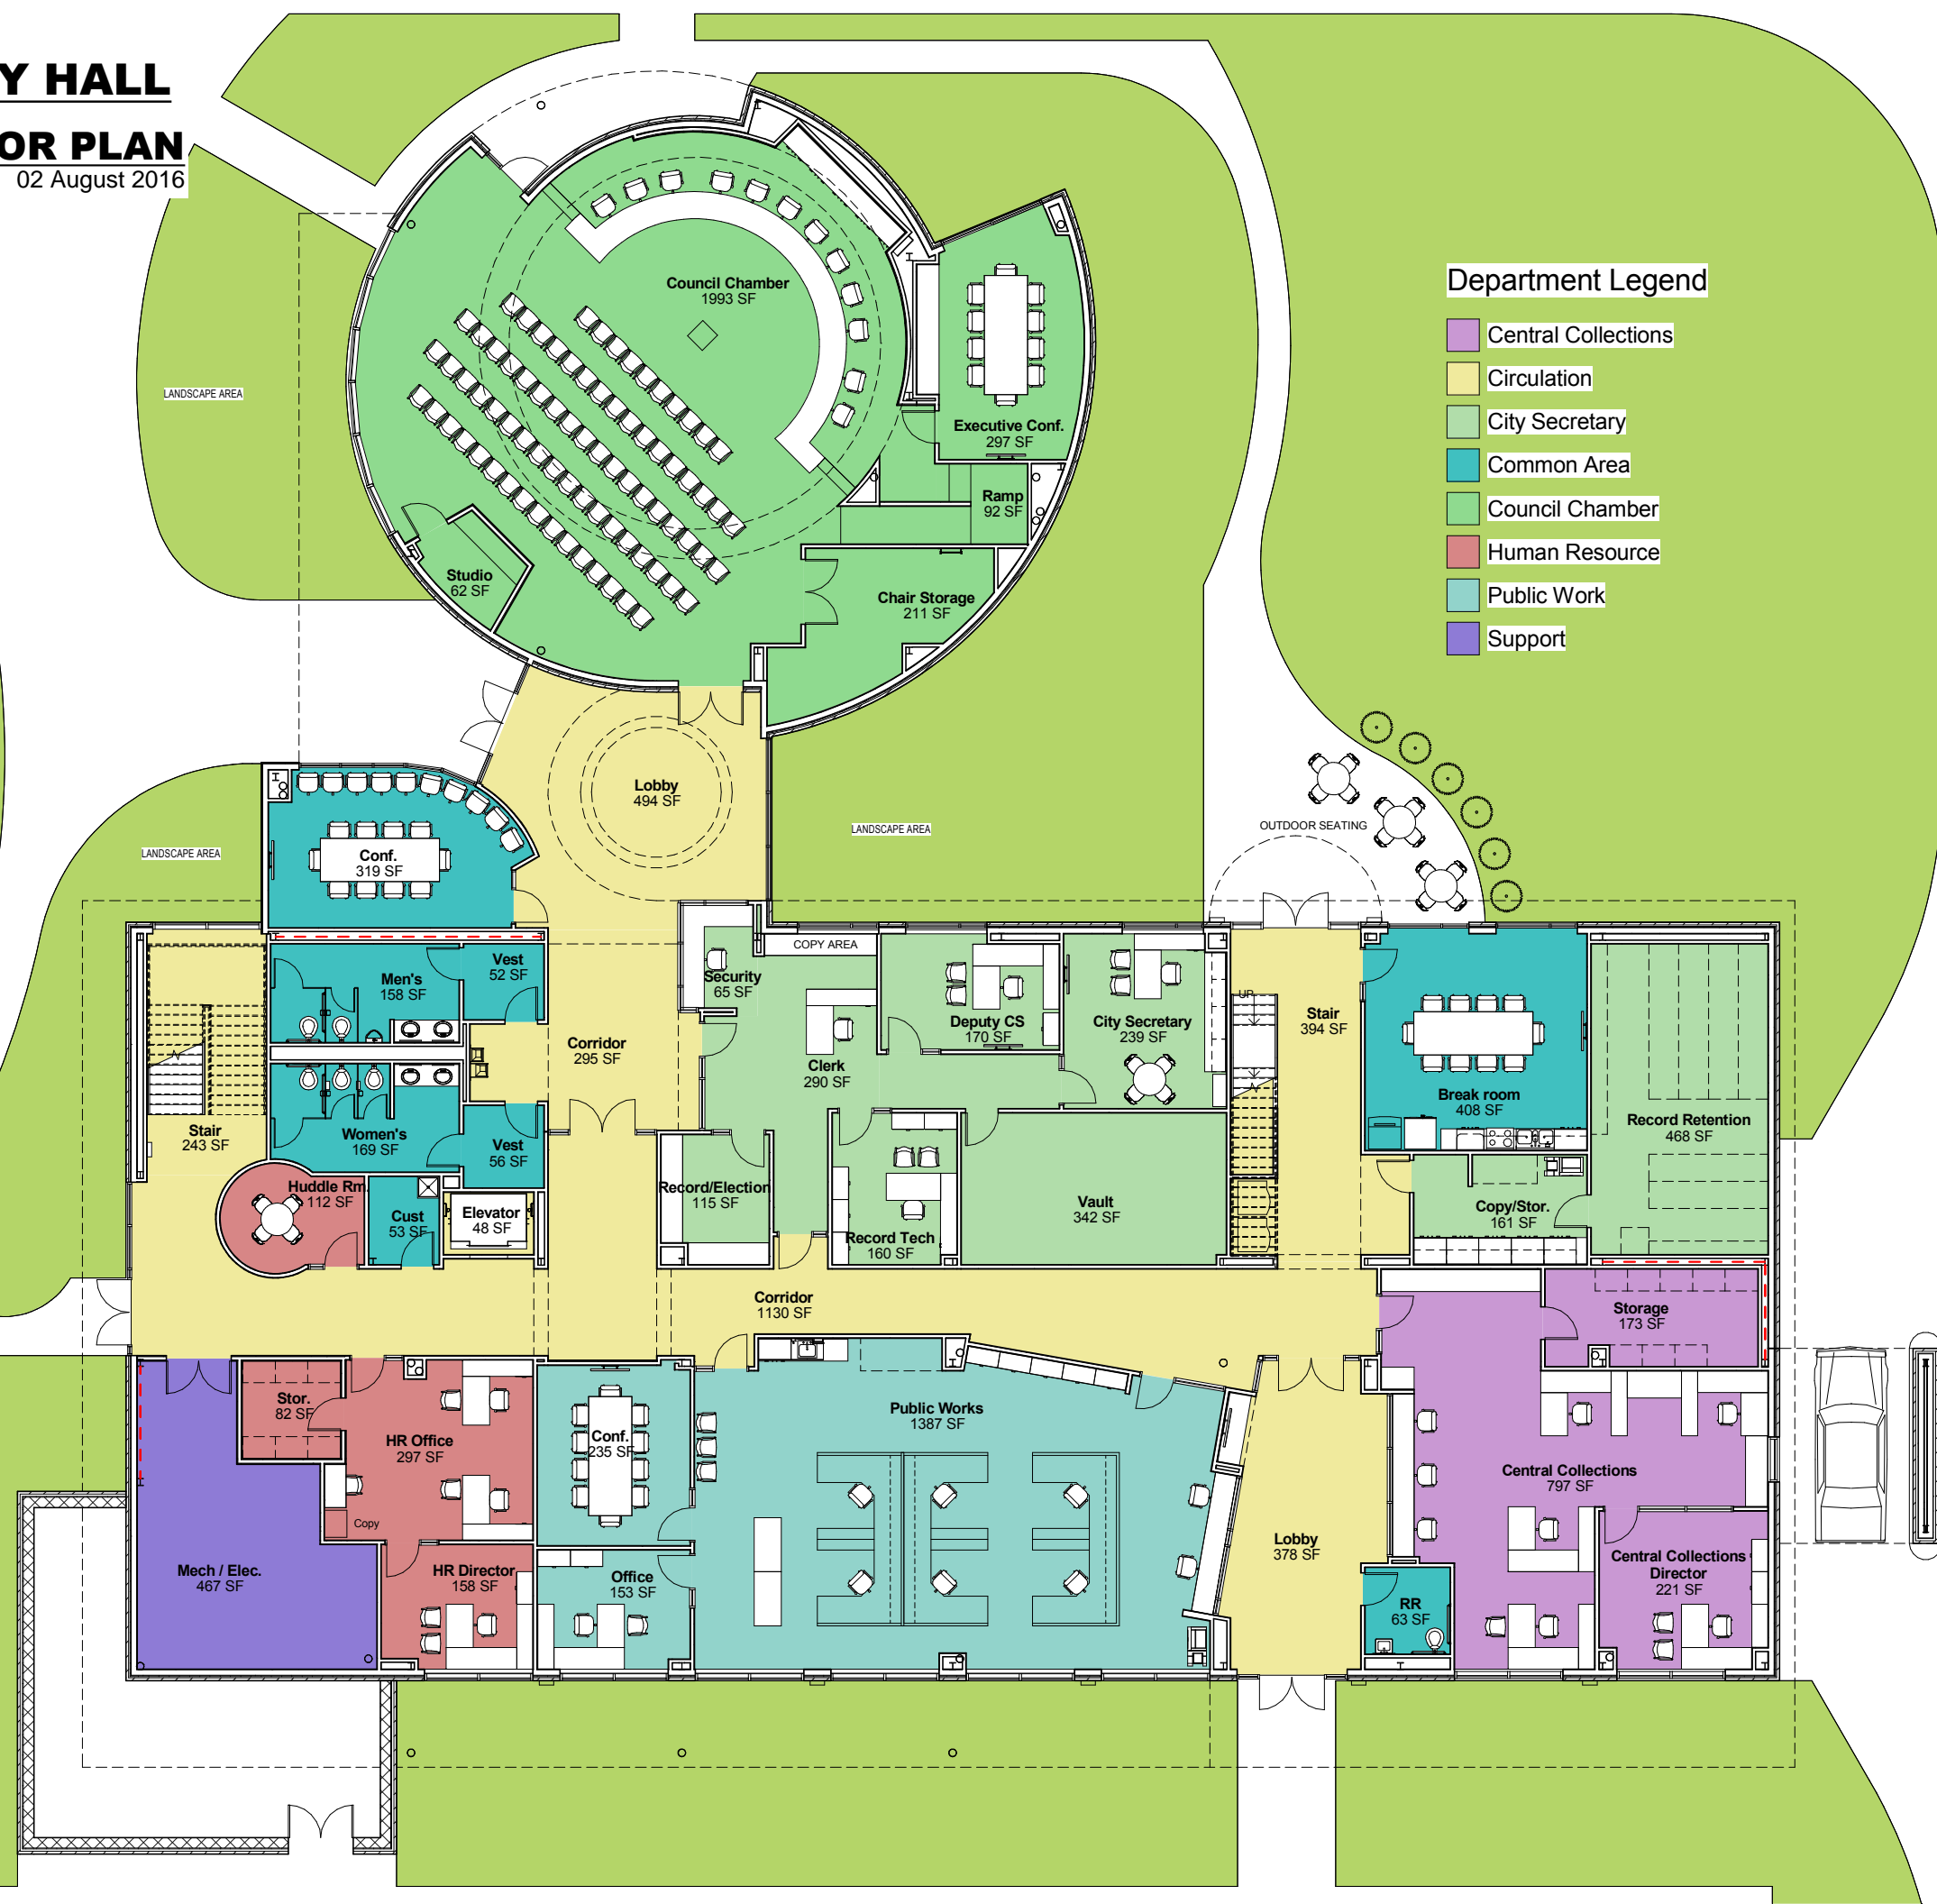 Y HALL
OR PLAN
02 August 2016
Department Legend
Central Collections
Circulation
City Secretary
Common Area
Council Chamber
Human Resource
Public Work
Support
Council Chamber
1993 SF
LANDSCAPE AREA
Executive Conf.
297 SF
Ramp
92 SF
Studio
62 SF
Chair Storage
211 SF
Lobby
494 SF
OUTDOOR SEATING
LANDSCAPE AREA
LANDSCAPE AREA
Conf.
319 SF
COPY AREA
Security
65 SF
Men's
158 SF
Vest
52 SF
UP
Deputy CS
170 SF
City Secretary
239 SF
Stair
394 SF
Corridor
295 SF
Clerk
290 SF
Break room
408 SF
Record Retention
468 SF
Stair
243 SF
Women's
169 SF
Vest
56 SF
Huddle Rm.
112 SF
Record/Election
115 SF
Vault
342 SF
Copy/Stor.
161 SF
Cust
53 SF
Elevator
48 SF
Record Tech
160 SF
Corridor
1130 SF
Storage
173 SF
Stor.
82 SF
HR Office
297 SF
Conf.
235 SF
Public Works
1387 SF
Central Collections
797 SF
Copy
Lobby
378 SF
Mech / Elec.
467 SF
HR Director
158 SF
Office
153 SF
Central Collections
Director
221 SF
RR
63 SF